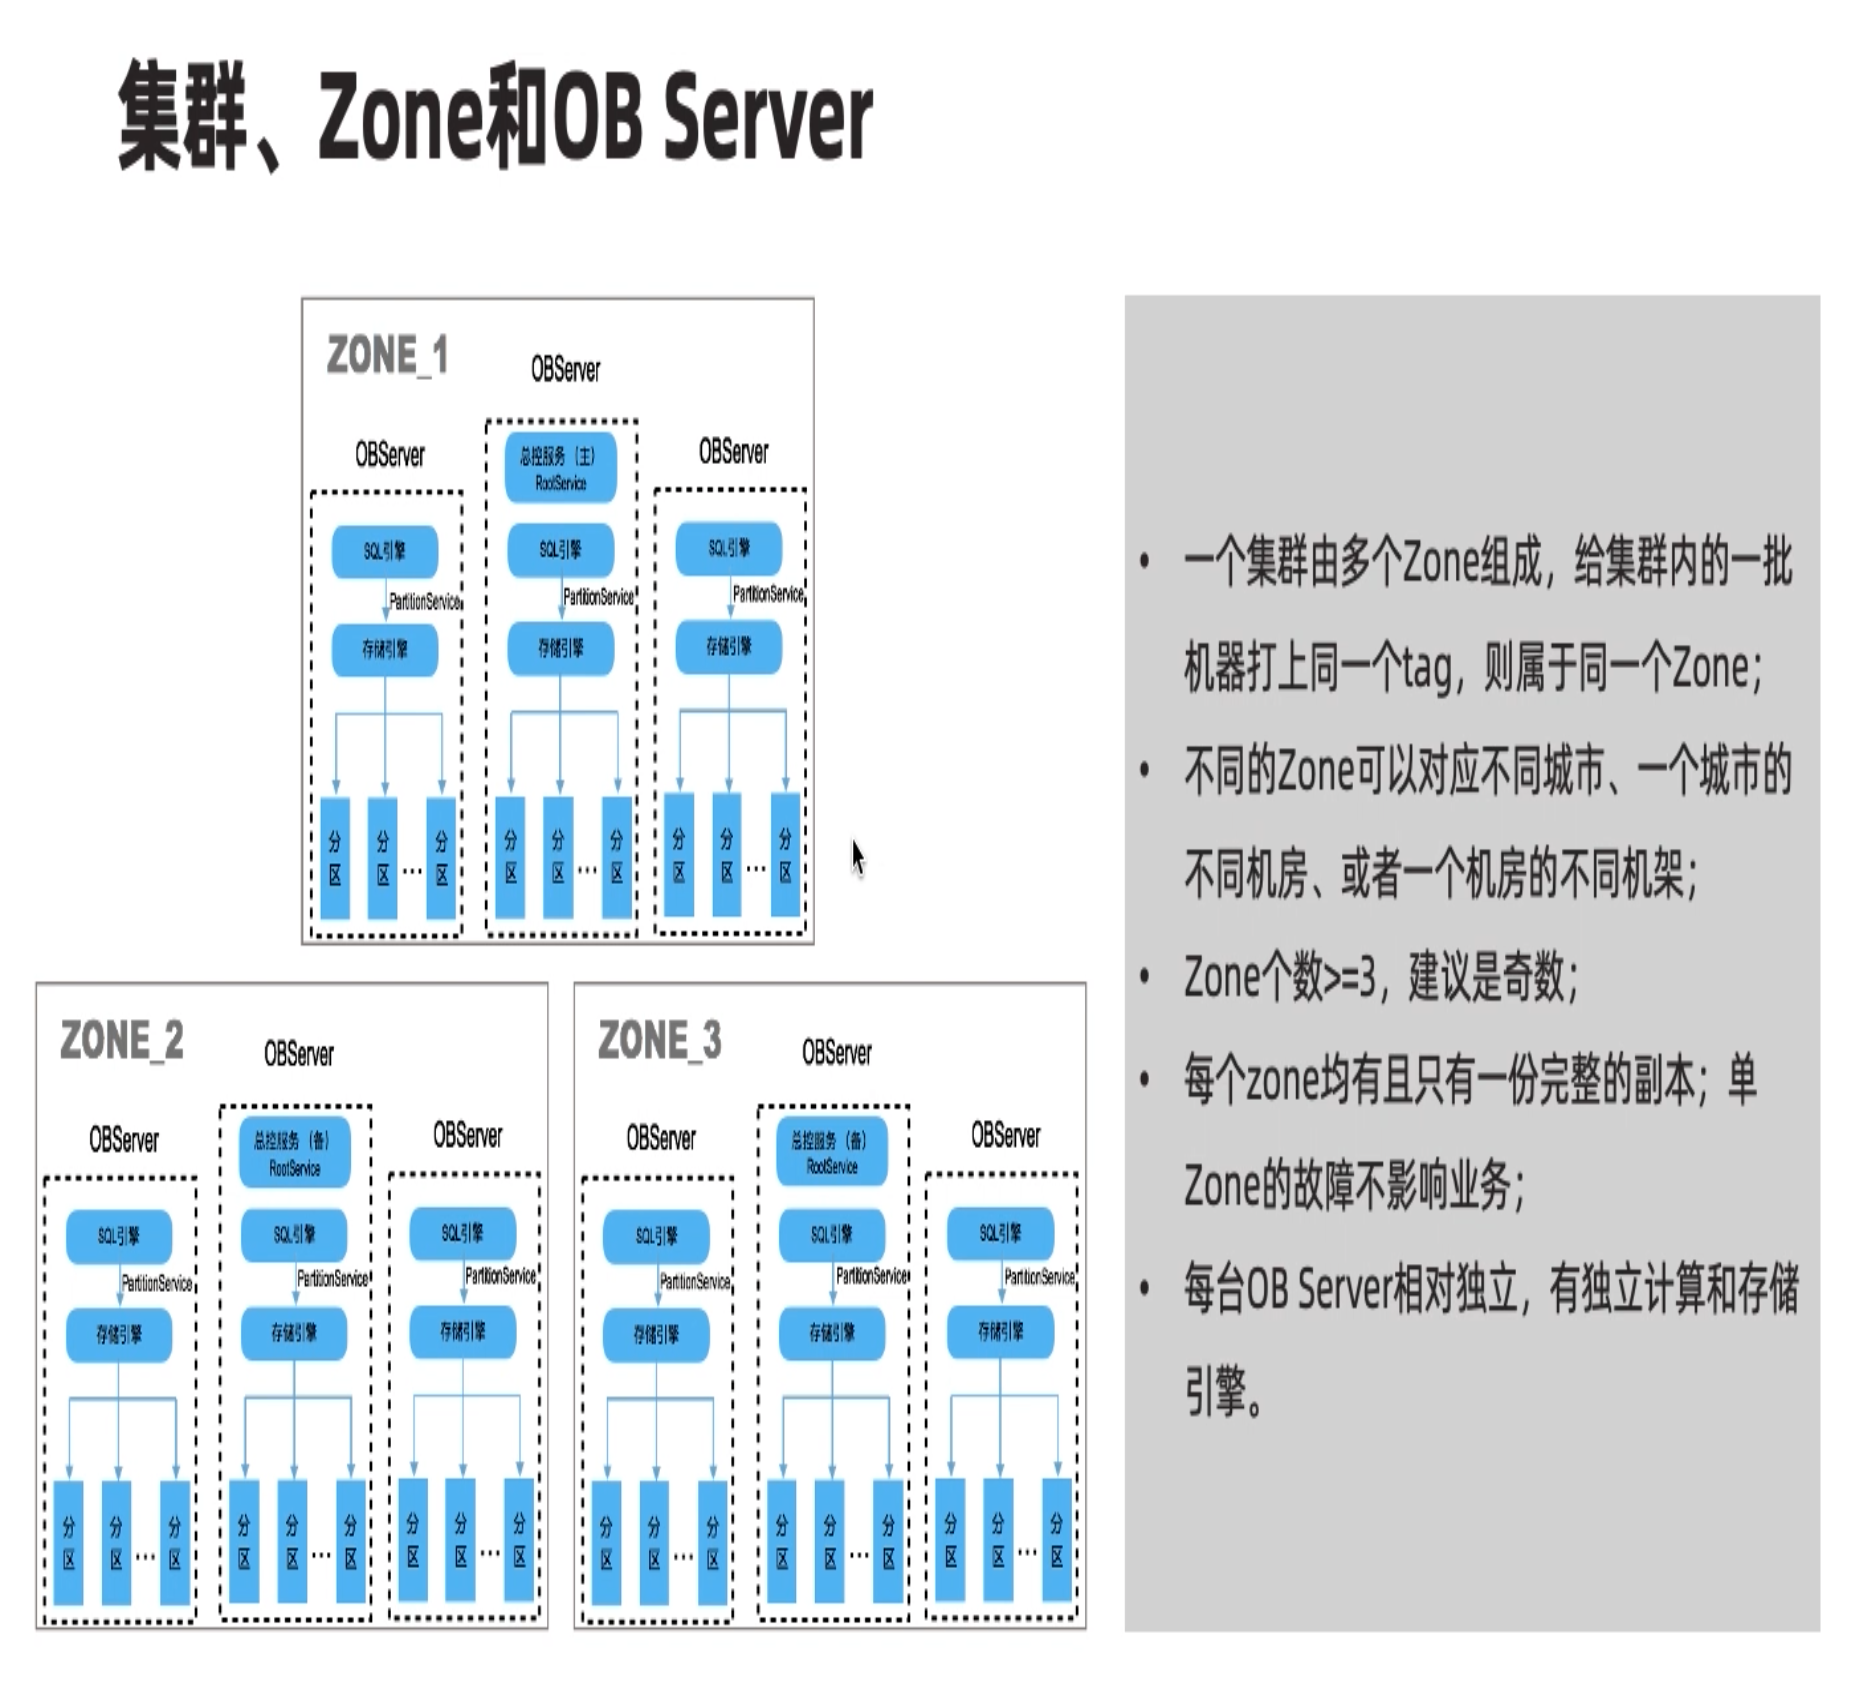 集群、Zone和OB Server
ZONE_1
OBServer
OBServer
OBServer
总控服务（主）
RootService
SQL引擎
SQL引擎
SQL引擎
PartitionService
PartitionService
PartitionService
存储引擎
存储引擎
存储引擎
分区
分区
...
分区
分区
分区
...
分区
分区
分区
...
分区
ZONE_2
OBServer
OBServer
OBServer
总控服务（备）
RootService
SQL引擎
SQL引擎
SQL引擎
PartitionService
PartitionService
PartitionService
存储引擎
存储引擎
存储引擎
分区
分区
...
分区
分区
分区
...
分区
分区
分区
...
分区
ZONE_3
OBServer
OBServer
OBServer
总控服务（备）
RootService
SQL引擎
SQL引擎
SQL引擎
PartitionService
PartitionService
PartitionService
存储引擎
存储引擎
存储引擎
分区
分区
...
分区
分区
分区
...
分区
分区
分区
...
分区
• 一个集群由多个Zone组成，给集群内的一批
机器打上同一个tag，则属于同一个Zone；
• 不同的Zone可以对应不同城市、一个城市的
不同机房、或者一个机房的不同机架；
• Zone个数>=3，建议是奇数；
• 每个zone均有且只有一份完整的副本；单
Zone的故障不影响业务；
• 每台OB Server相对独立，有独立计算和存储
引擎。